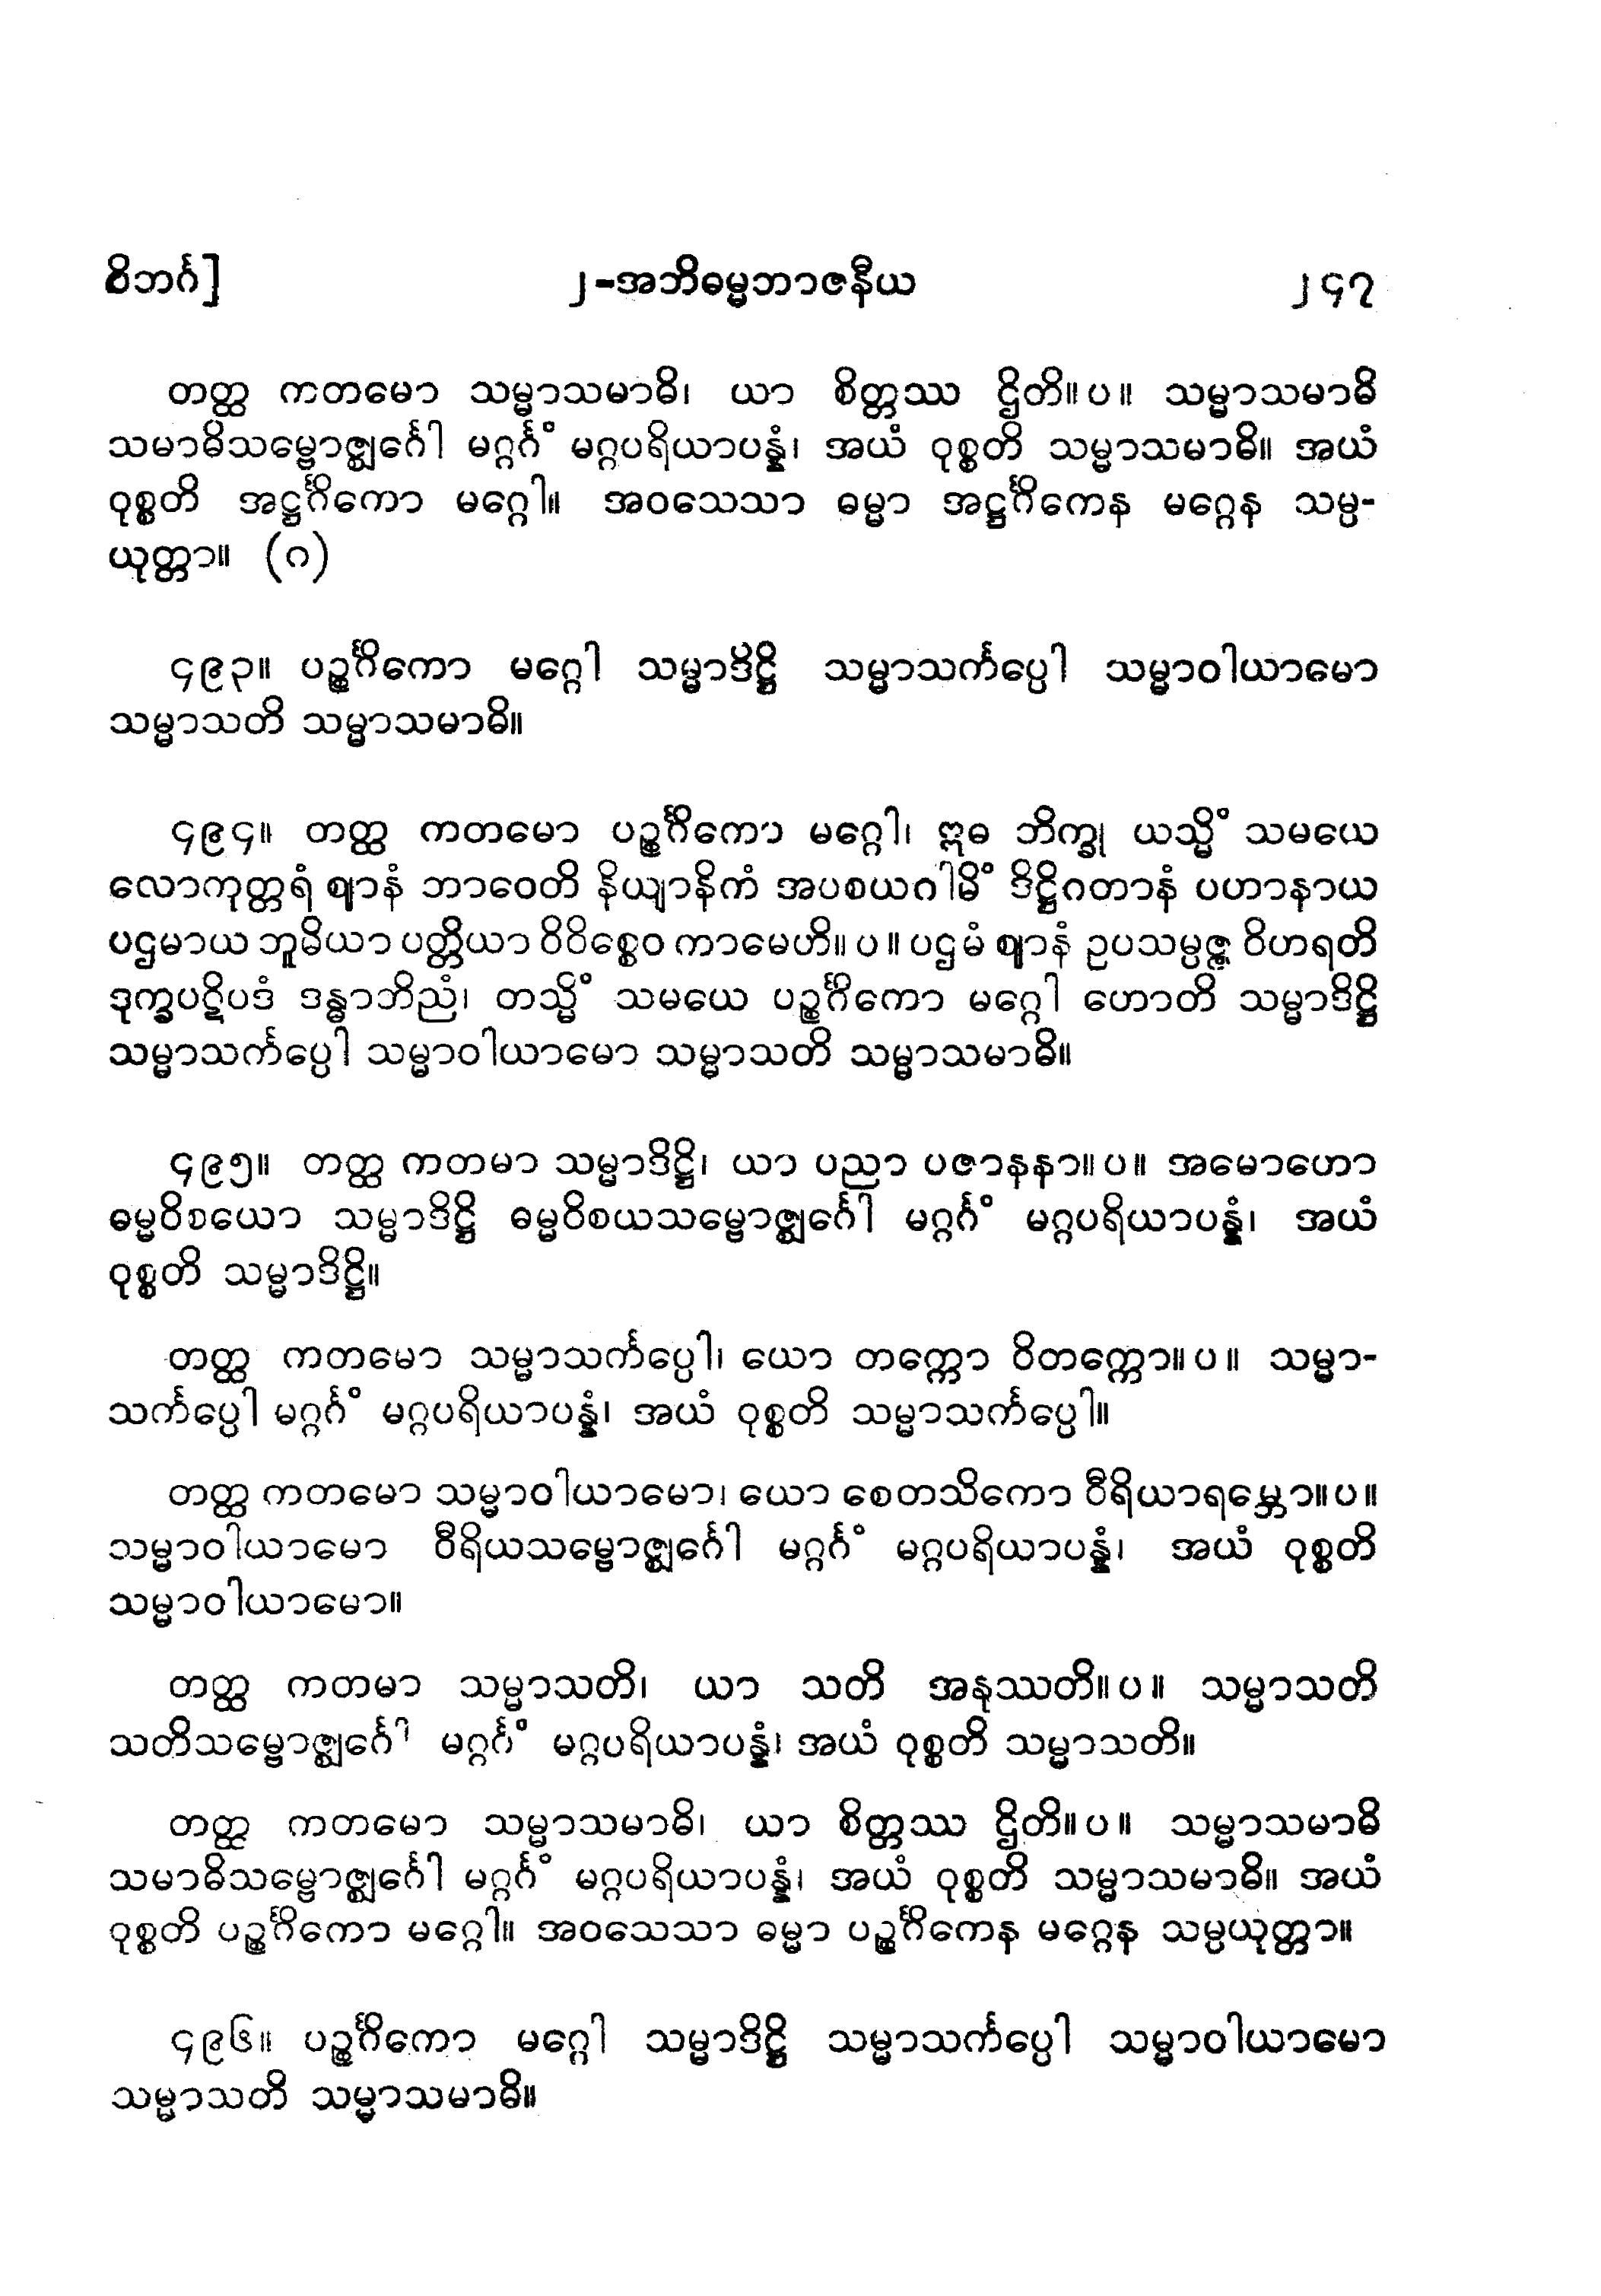 ဝိဘင်္ဂ]
၂-အဘိဓမ္မဘာဇနီယ
၂၄၇
တတ္ထ ကတမော သမ္မာသမာဓိ၊ ယာ စိတ္တဿ ဌိတိ။ပ။ သမ္မာသမာဓိ
သမာဓိသမ္ဗောဇ္ဈင်္ဂေါ မဂ္ဂင်္ဂံ မဂ္ဂပရိယာပန္နံ၊ အယံ ဝုစ္စတိ သမ္မာသမာဓိ။ အယံ
ဝုစ္စတိ အဋ္ဌင်္ဂိကော မဂ္ဂေါ။ အဝသေသာ ဓမ္မာ အဋ္ဌင်္ဂိကေန မဂ္ဂေန သမ္ပ-
ယုတ္တာ။ (ဂ)
၄၉၃။ ပဉ္စင်္ဂိကော မဂ္ဂေါ သမ္မာဒိဋ္ဌိ သမ္မာသင်္ကပ္ပေါ သမ္မာဝါယာမော
သမ္မာသတိ သမ္မာသမာဓိ။
၄၉၄။ တတ္ထ ကတမော ပဉ္စင်္ဂိကော မဂ္ဂေါ၊ ဣဓ ဘိက္ခု ယသ္မိံ သမယေ
လောကုတ္တရံ ဈာနံ ဘာဝေတိ နိယျာနိကံ အပစယဂါမိံ ဒိဋ္ဌိဂတာနံ ပဟာနာယ
ပဌမာယ ဘူမိယာ ပတ္တိယာ ဝိဝိစ္စေဝ ကာမေဟိ။ပ။ ပဌမံ ဈာနံ ဥပသမ္ပဇ္ဇ ဝိဟရတိ
ဒုက္ခပဋိပဒံ ဒန္ဓာဘိညံ၊ တသ္မိံ သမယေ ပဉ္စင်္ဂိကော မဂ္ဂေါ ဟောတိ သမ္မာဒိဋ္ဌိ
သမ္မာသင်္ကပ္ပေါ သမ္မာဝါယာမော သမ္မာသတိ သမ္မာသမာဓိ။
၄၉၅။ တတ္ထ ကတမာ သမ္မာဒိဋ္ဌိ၊ ယာ ပညာ ပဇာနနာ။ပ။ အမောဟော
ဓမ္မဝိစယော သမ္မာဒိဋ္ဌိ ဓမ္မဝိစယသမ္ဗောဇ္ဈင်္ဂေါ မဂ္ဂင်္ဂံ မဂ္ဂပရိယာပန္နံ၊ အယံ
ဝုစ္စတိ သမ္မာဒိဋ္ဌိ။
တတ္ထ ကတမော သမ္မာသင်္ကပ္ပေါ၊ ယော တက္ကော ဝိတက္ကော။ပ။ သမ္မာ-
သင်္ကပ္ပေါ မဂ္ဂင်္ဂံ မဂ္ဂပရိယာပန္နံ၊ အယံ ဝုစ္စတိ သမ္မာသင်္ကပ္ပေါ။
တတ္ထ ကတမော သမ္မာဝါယာမော၊ ယော စေတသိကော ဝီရိယာရမ္ဘော။ပ။
သမ္မာဝါယာမော ဝီရိယသမ္ဗောဇ္ဈင်္ဂေါ မဂ္ဂင်္ဂံ မဂ္ဂပရိယာပန္နံ၊ အယံ ဝုစ္စတိ
သမ္မာဝါယာမော။
တတ္ထ ကတမာ သမ္မာသတိ၊ ယာ သတိ အနုဿတိ။ပ။ သမ္မာသတိ
သတိသမ္ဗောဇ္ဈင်္ဂေါ မဂ္ဂင်္ဂံ မဂ္ဂပရိယာပန္နံ၊ အယံ ဝုစ္စတိ သမ္မာသတိ။
တတ္ထ ကတမော သမ္မာသမာဓိ၊ ယာ စိတ္တဿ ဌိတိ။ပ။ သမ္မာသမာဓိ
သမာဓိသမ္ဗောဇ္ဈင်္ဂေါ မဂ္ဂင်္ဂံ မဂ္ဂပရိယာပန္နံ၊ အယံ ဝုစ္စတိ သမ္မာသမာဓိ။ အယံ
ဝုစ္စတိ ပဉ္စင်္ဂိကော မဂ္ဂေါ။ အဝသေသာ ဓမ္မာ ပဉ္စင်္ဂိကေန မဂ္ဂေန သမ္ပယုတ္တာ။
၄၉၆။ ပဉ္စင်္ဂိကော မဂ္ဂေါ သမ္မာဒိဋ္ဌိ သမ္မာသင်္ကပ္ပေါ သမ္မာဝါယာမော
သမ္မာသတိ သမ္မာသမာဓိ။